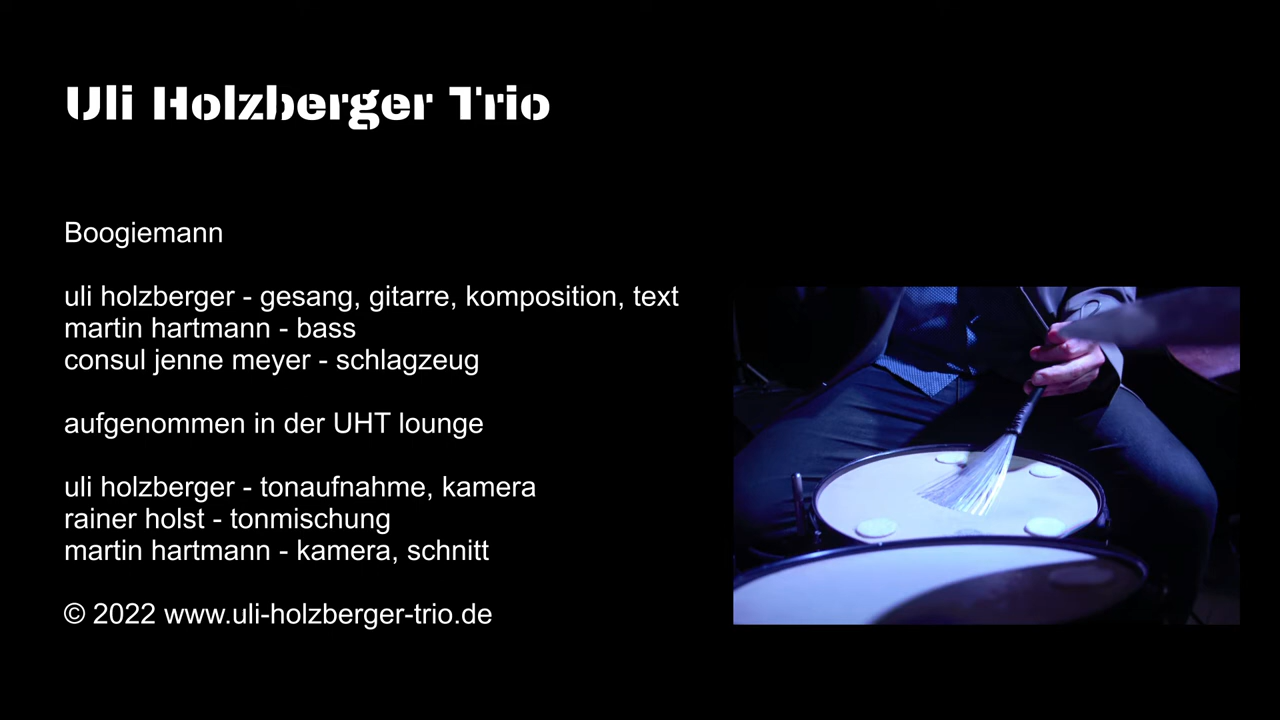 Uli Holzberger Trio
Boogiemann
uli holzberger - gesang, gitarre, komposition, text
martin hartmann - bass
consul jenne meyer - schlagzeug
aufgenommen in der UHT lounge
uli holzberger - tonaufnahme, kamera
rainer holst - tonmischung
martin hartmann - kamera, schnitt
© 2022 www.uli-holzberger-trio.de